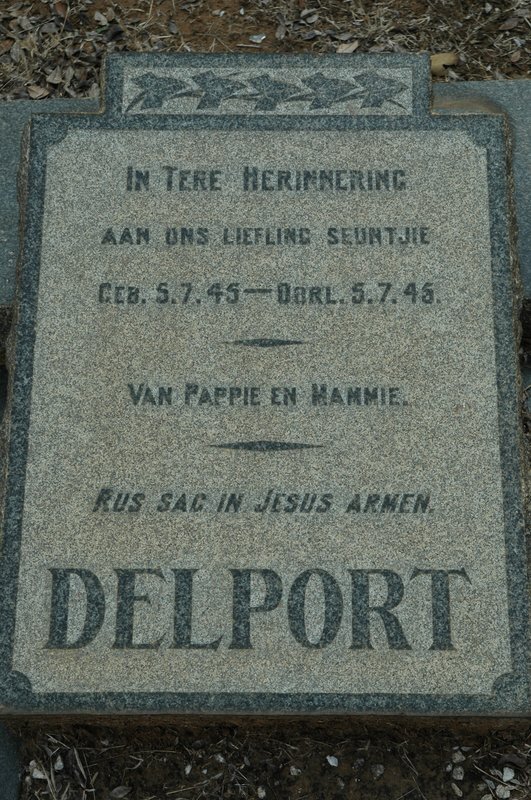 In Tere Herinnering
aan ons liefling seuntjie
Geb. 5.7.45 — Oorl. 5.7.45.
Van Pappie en Mammie.
Rus sag in Jesus armen.
DELPORT